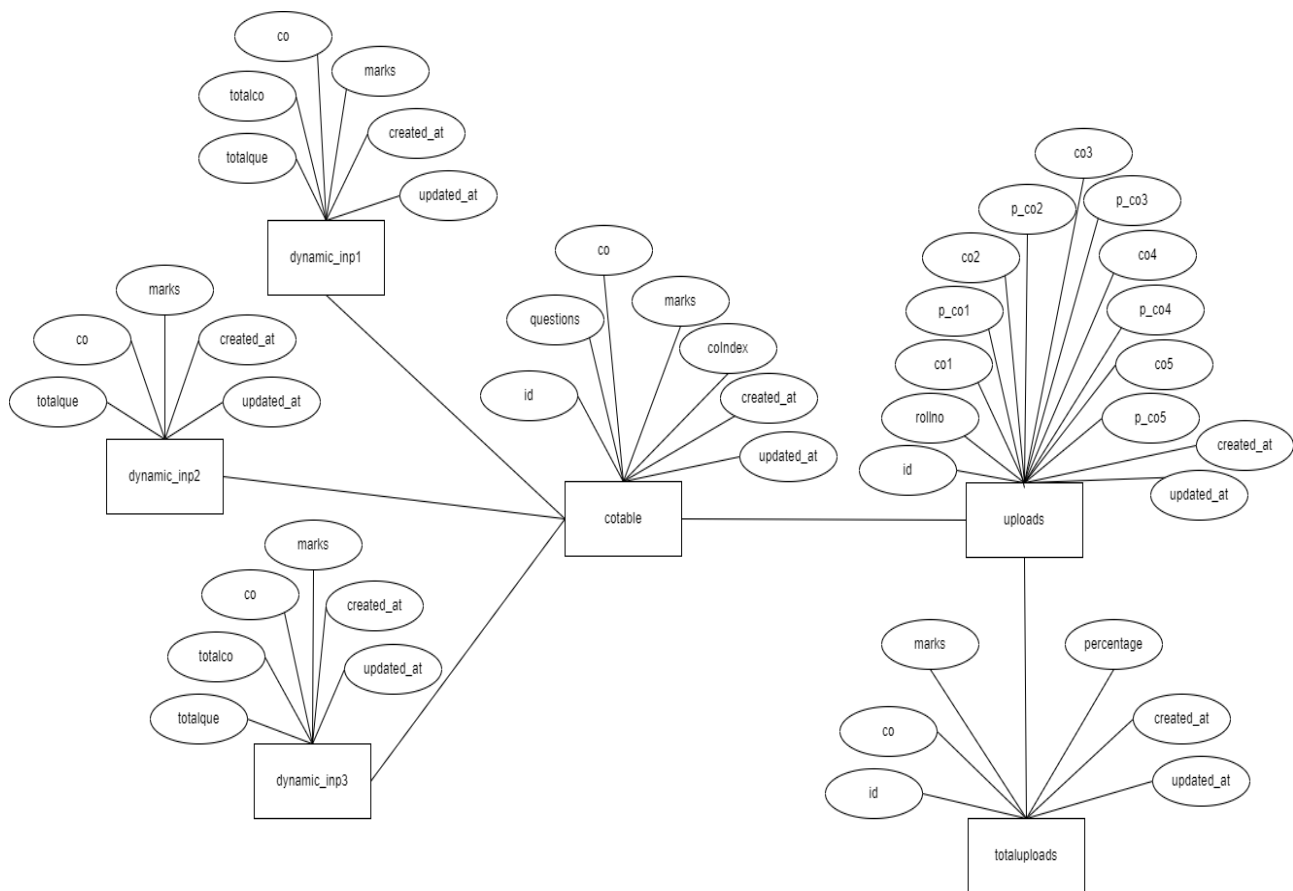 co
marks
totalco
created_at
totalque
updated_at
dynamic_inp1
marks
co
created_at
totalque
updated_at
dynamic_inp2
marks
co
created_at
totalco
updated_at
totalque
dynamic_inp3
co
questions
marks
coIndex
id
created_at
updated_at
cotable
co3
p_co2
p_co3
co2
co4
p_co1
p_co4
co1
co5
rollno
p_co5
id
created_at
updated_at
uploads
marks
percentage
co
created_at
id
updated_at
totaluploads